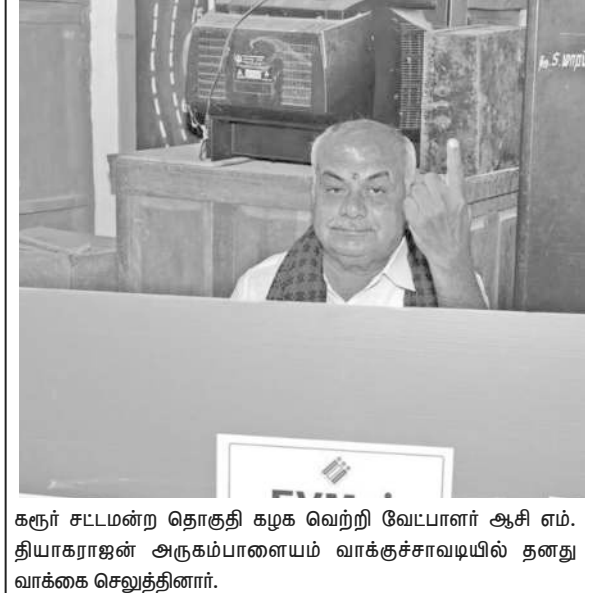 கரூர் சட்டமன்ற தொகுதி கழக வெற்றி வேட்பாளர் ஆசி எம்.
தியாகராஜன் அருகம்பாளையம் வாக்குச்சாவடியில் தனது
வாக்கை செலுத்தினார்.